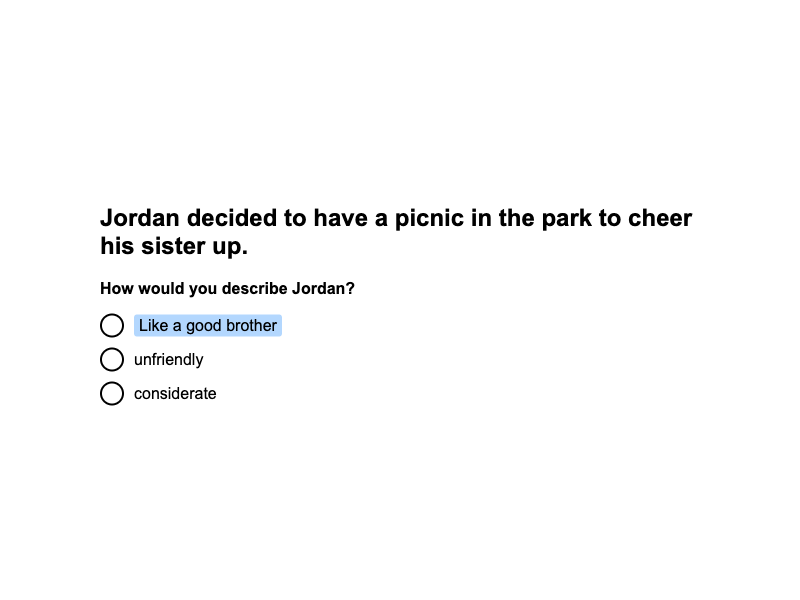 Jordan decided to have a picnic in the park to cheer
his sister up.
How would you describe Jordan?
Like a good brother
unfriendly
considerate